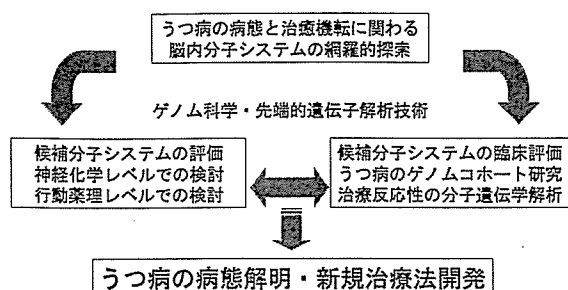 うつ病の病態と治癒機転に関わる
脳内分子システムの網羅的探索
ゲノム科学・先端的遺伝子解析技術
候補分子システムの評価
神経化学レベルでの検討
行動薬理レベルでの検討
候補分子システムの臨床評価
うつ病のゲノムコホート研究
治療反応性の分子遺伝学解析
うつ病の病態解明・新規治療法開発